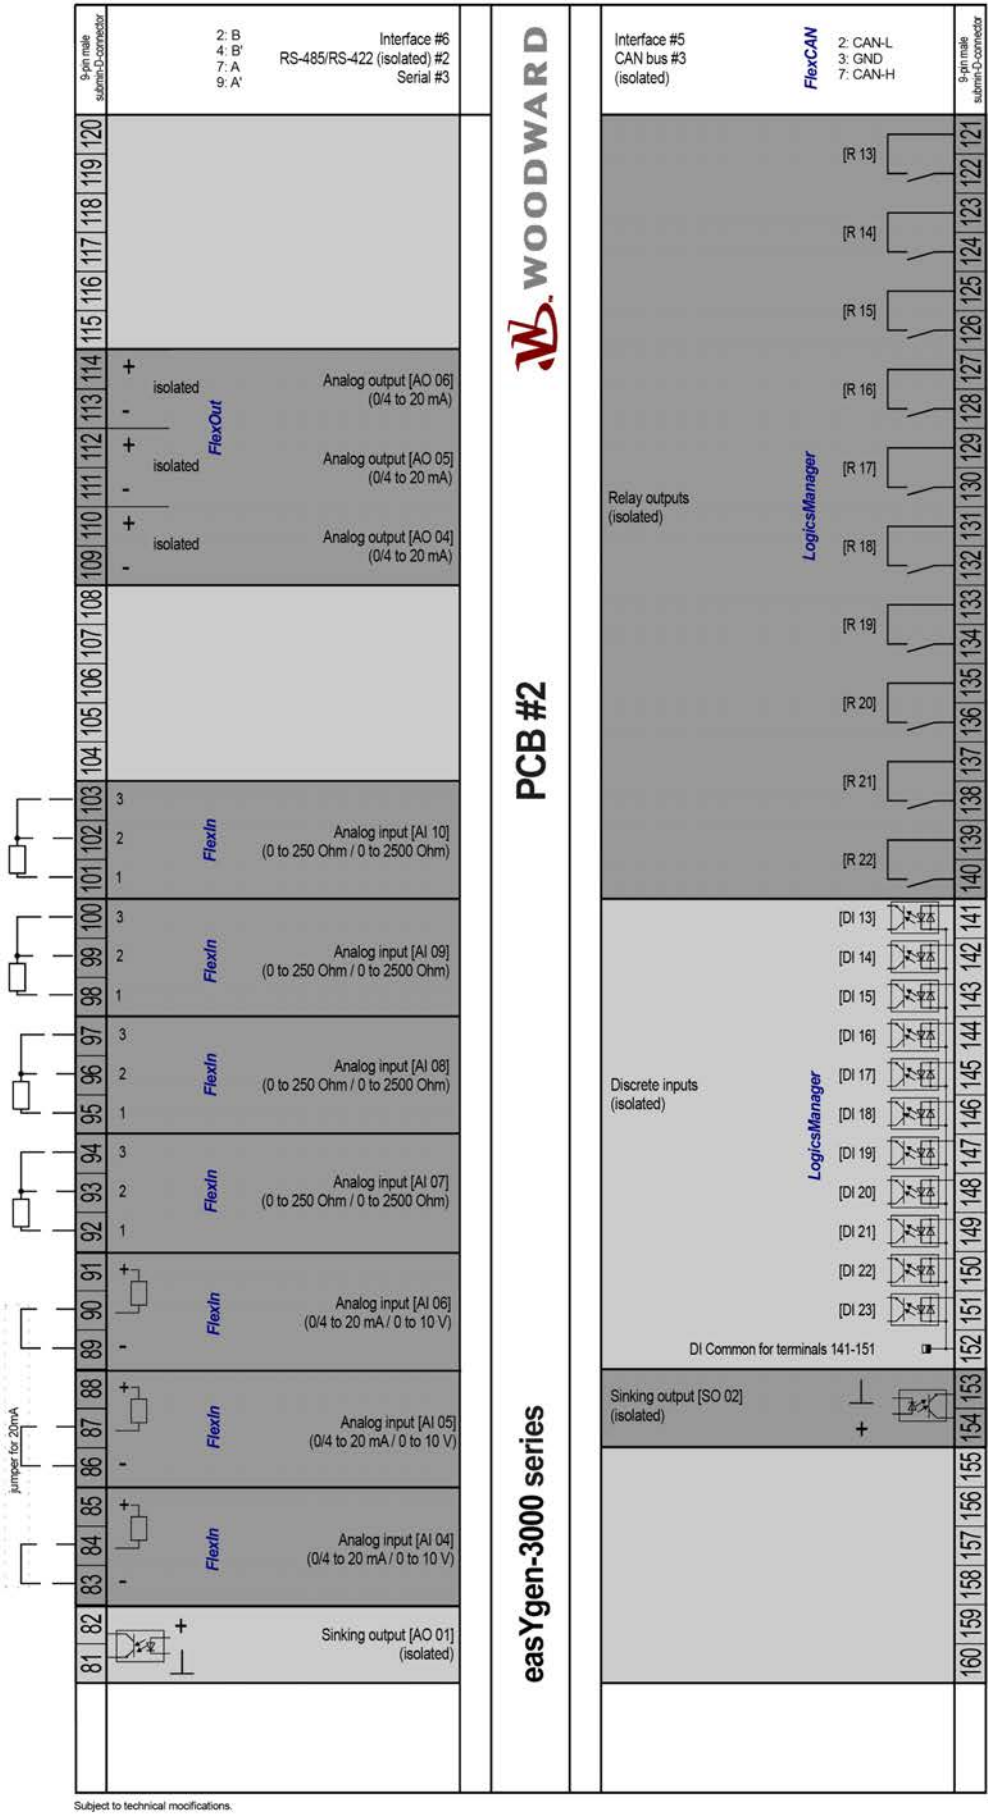 9-pin male
submin-D-connector
2: B
4: B'
7: A
9: A'
Interface #6
RS-485/RS-422 (isolated) #2
Serial #3
120
119
118
117
116
115
114
113
112
111
110
109
108
107
106
105
104
103
102
101
100
99
98
97
96
95
94
93
92
91
90
89
88
87
86
85
84
83
82
81
+
isolated
-
Analog output [AO 06]
(0/4 to 20 mA)
FlexOut
+
isolated
-
Analog output [AO 05]
(0/4 to 20 mA)
+
isolated
-
Analog output [AO 04]
(0/4 to 20 mA)
3
2
1
FlexIn
Analog input [AI 10]
(0 to 250 Ohm / 0 to 2500 Ohm)
3
2
1
FlexIn
Analog input [AI 09]
(0 to 250 Ohm / 0 to 2500 Ohm)
3
2
1
FlexIn
Analog input [AI 08]
(0 to 250 Ohm / 0 to 2500 Ohm)
3
2
1
FlexIn
Analog input [AI 07]
(0 to 250 Ohm / 0 to 2500 Ohm)
+
-
FlexIn
Analog input [AI 06]
(0/4 to 20 mA / 0 to 10 V)
+
-
FlexIn
Analog input [AI 05]
(0/4 to 20 mA / 0 to 10 V)
+
-
FlexIn
Analog input [AI 04]
(0/4 to 20 mA / 0 to 10 V)
jumper for 20mA
+
Sinking output [AO 01]
(isolated)
W WOODWARD
PCB #2
easYgen-3000 series
Interface #5
CAN bus #3
(isolated)
FlexCAN
2: CAN-L
3: GND
7: CAN-H
9-pin male
submin-D-connector
Relay outputs
(isolated)
LogicsManager
[R 13]
[R 14]
[R 15]
[R 16]
[R 17]
[R 18]
[R 19]
[R 20]
[R 21]
[R 22]
Discrete inputs
(isolated)
LogicsManager
[DI 13]
[DI 14]
[DI 15]
[DI 16]
[DI 17]
[DI 18]
[DI 19]
[DI 20]
[DI 21]
[DI 22]
[DI 23]
DI Common for terminals 141-151
Sinking output [SO 02]
(isolated)
+
121
122
123
124
125
126
127
128
129
130
131
132
133
134
135
136
137
138
139
140
141
142
143
144
145
146
147
148
149
150
151
152
153
154
155
156
157
158
159
160
Subject to technical mocifications.